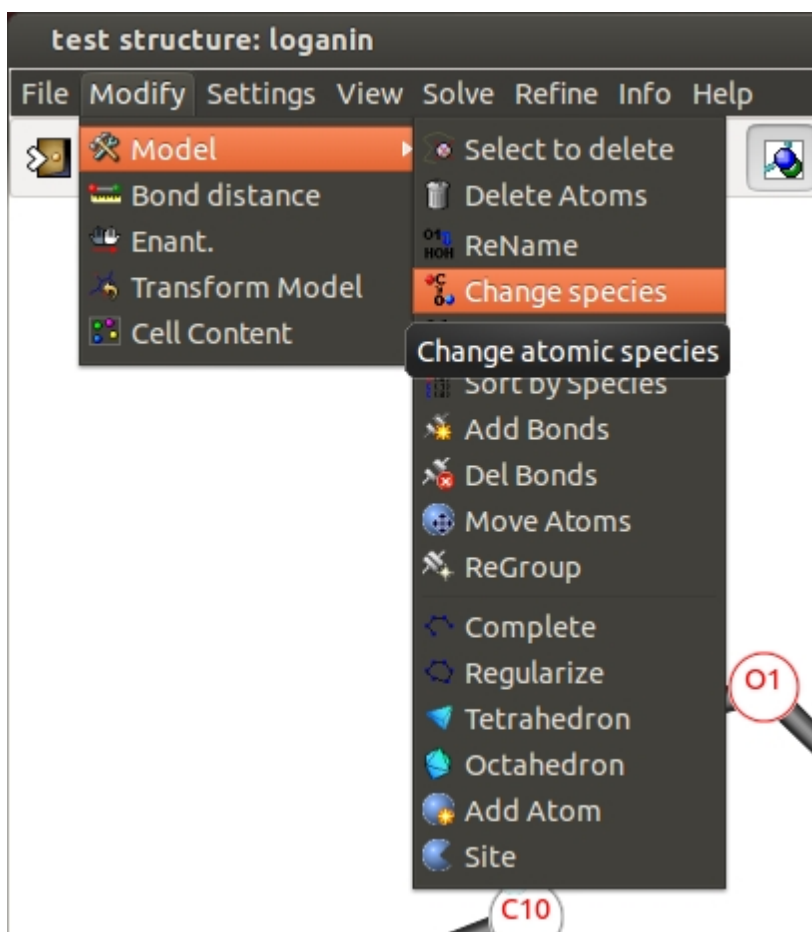 test structure: loganin
File Modify Settings View Solve Refine Info Help
Model
Bond distance
Enant.
Transform Model
Cell Content
Select to delete
Delete Atoms
ReName
Change species
Change atomic species
Sort by Species
Add Bonds
Del Bonds
Move Atoms
ReGroup
Complete
Regularize
Tetrahedron
Octahedron
Add Atom
Site
O1
C10